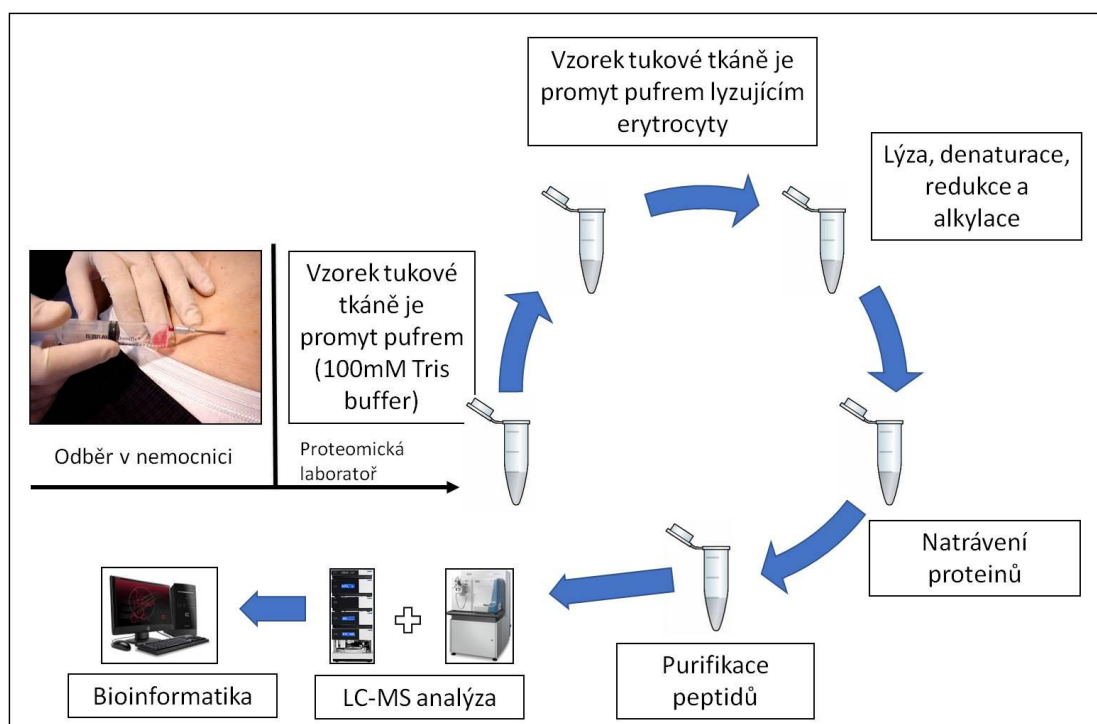 Vzorek tukové tkáně je
promyt pufrem lyzujícím
erytrocyty
Lýza, denaturace,
redukce a
alkylace
Vzorek tukové
tkáně je
promyt pufrem
(100mM Tris
buffer)
Odběr v nemocnici
Proteomická
laboratoř
Natrávení
proteinů
Purifikace
peptidů
LC-MS analýza
Bioinformatika